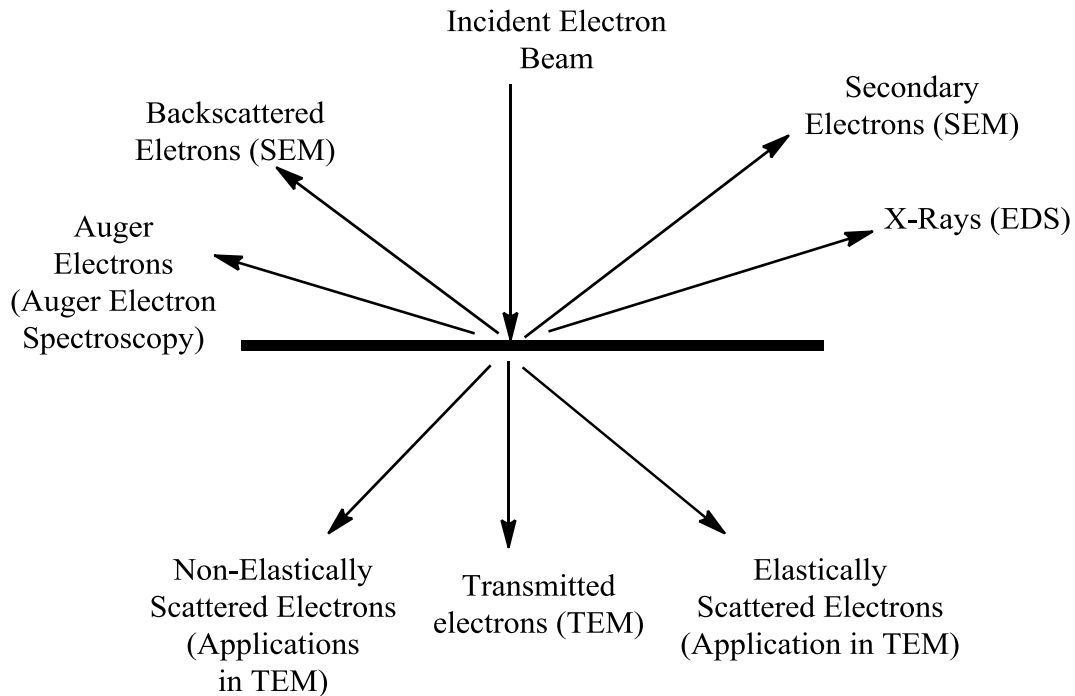 Incident Electron
Beam
Backscattered
Eletrons (SEM)
Secondary
Electrons (SEM)
Auger
Electrons
(Auger Electron
Spectroscopy)
X-Rays (EDS)
Non-Elastically
Scattered Electrons
(Applications
in TEM)
Transmitted
electrons (TEM)
Elastically
Scattered Electrons
(Application in TEM)